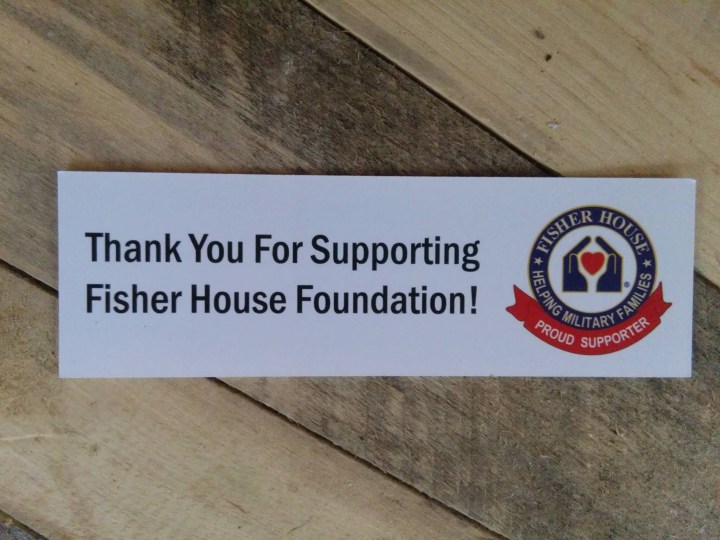 Thank You For Supporting
Fisher House Foundation!
★ FISHER HOUSE ★
HELPING MILITARY FAMILIES
®
PROUD SUPPORTER